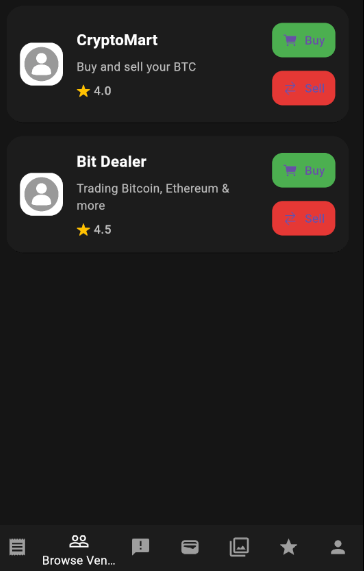 CryptoMart
Buy and sell your BTC
4.0
Buy
Sell
Bit Dealer
Trading Bitcoin, Ethereum &
more
4.5
Buy
Sell
Browse Ven...